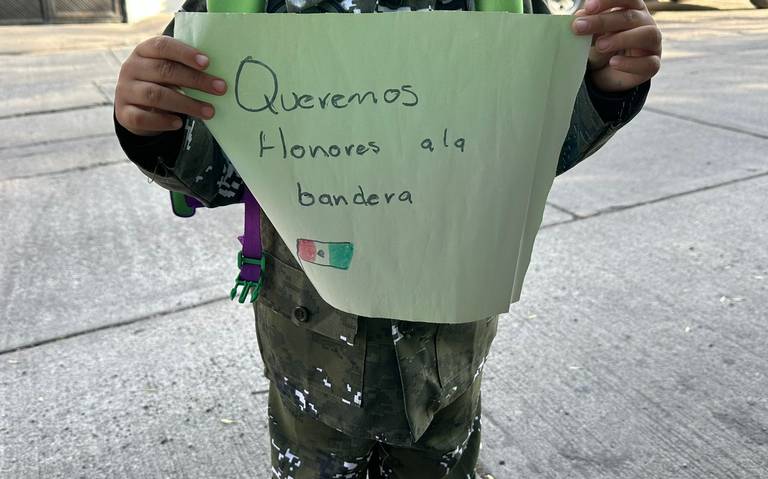 Queremos
Honores a la
bandera